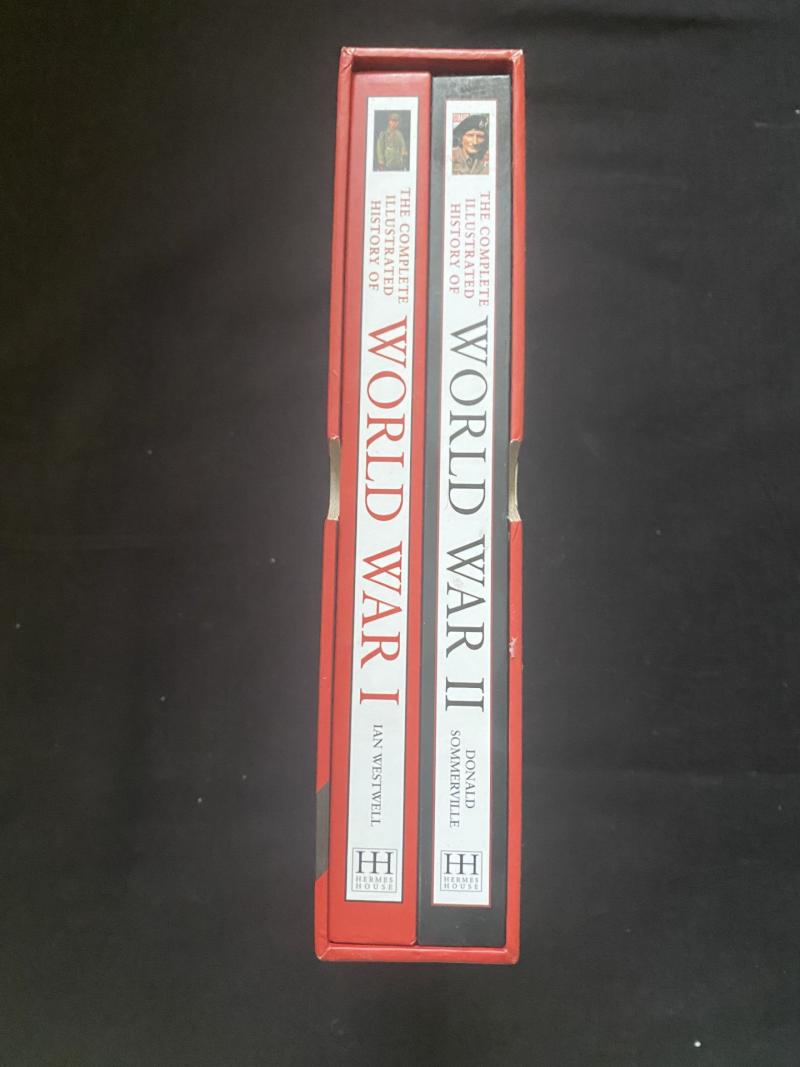 THE COMPLETE
ILLUSTRATED
HISTORY OF
WORLD WAR I
IAN WESTWELL
HH
HERMES
HOUSE
THE COMPLETE
ILLUSTRATED
HISTORY OF
WORLD WAR II
DONALD
SOMMERVILLE
HH
HERMES
HOUSE